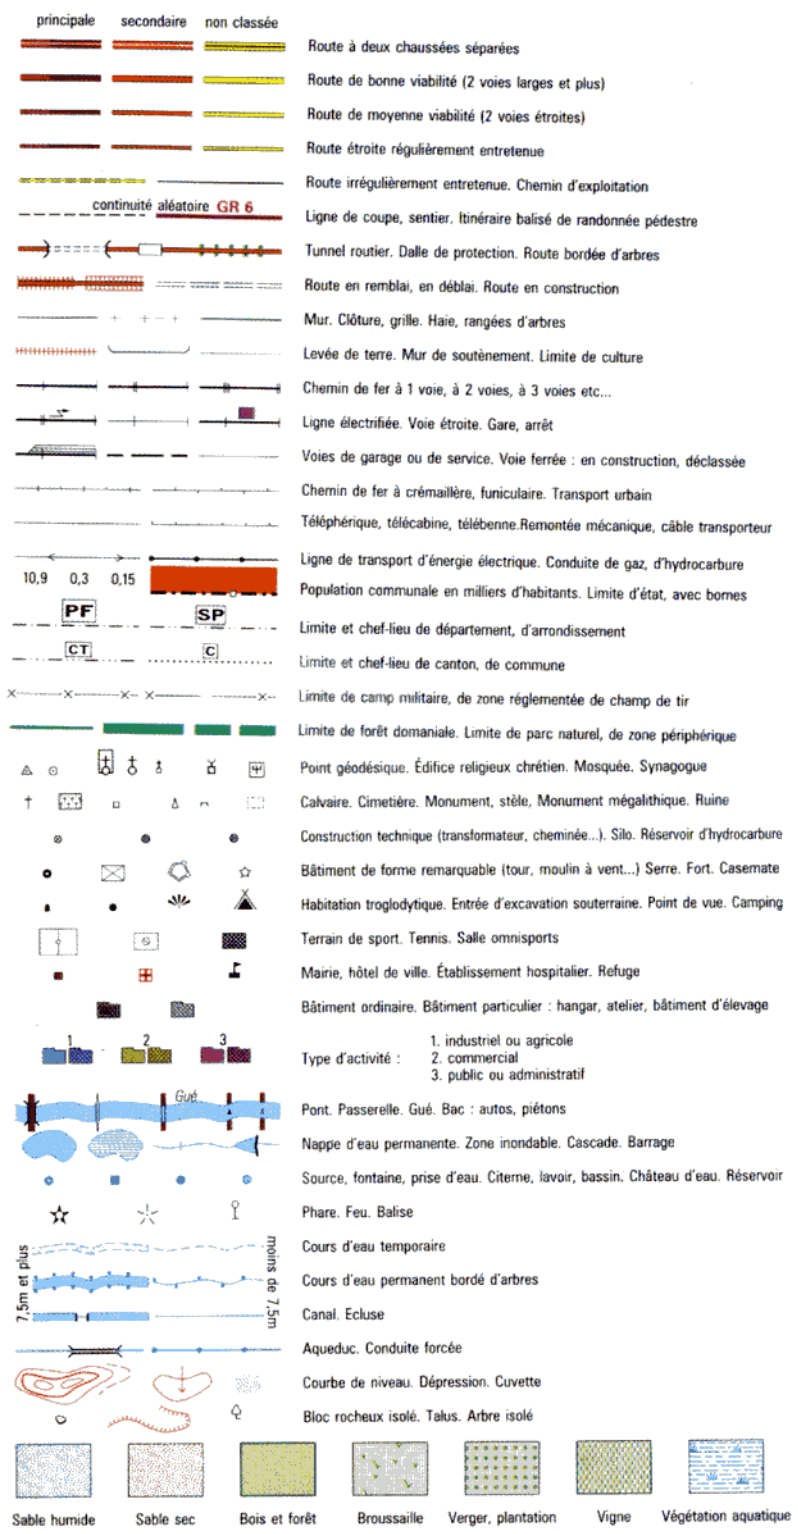 principale secondaire non classée
Route à deux chaussées séparées
Route de bonne viabilité (2 voies larges et plus)
Route de moyenne viabilité (2 voies étroites)
Route étroite régulièrement entretenue
Route irrégulièrement entretenue. Chemin d'exploitation
continuité aléatoire GR 6
Ligne de coupe, sentier. Itinéraire balisé de randonnée pédestre
Tunnel routier. Dalle de protection. Route bordée d'arbres
Route en remblai, en déblai. Route en construction
Mur. Clôture, grille. Haie, rangées d'arbres
Levée de terre. Mur de soutènement. Limite de culture
Chemin de fer à 1 voie, à 2 voies, à 3 voies etc...
Ligne électrifiée. Voie étroite. Gare, arrêt
Voies de garage ou de service. Voie ferrée : en construction, déclassée
Chemin de fer à crémaillère, funiculaire. Transport urbain
Téléphérique, télécabine, télébenne.Remontée mécanique, câble transporteur
Ligne de transport d'énergie électrique. Conduite de gaz, d'hydrocarbure
10,9 0,3 0,15
Population communale en milliers d'habitants. Limite d'état, avec bornes
PF SP
Limite et chef-lieu de département, d'arrondissement
CT C
Limite et chef-lieu de canton, de commune
Limite de camp militaire, de zone réglementée de champ de tir
Limite de forêt domaniale. Limite de parc naturel, de zone périphérique
Point géodésique. Édifice religieux chrétien. Mosquée, Synagogue
Calvaire. Cimetière. Monument, stèle, Monument mégalithique. Ruine
Construction technique (transformateur, cheminée...). Silo. Réservoir d'hydrocarbure
Bâtiment de forme remarquable (tour, moulin à vent...) Serre. Fort. Casemate
Habitation troglodytique. Entrée d'excavation souterraine. Point de vue. Camping
Terrain de sport. Tennis. Salle omnisports
Mairie, hôtel de ville. Établissement hospitalier. Refuge
Bâtiment ordinaire. Bâtiment particulier : hangar, atelier, bâtiment d'élevage
1 2 3
Type d'activité :
1. industriel ou agricole
2. commercial
3. public ou administratif
Gué
Pont. Passerelle. Gué. Bac : autos, piétons
Nappe d'eau permanente. Zone inondable. Cascade. Barrage
Source, fontaine, prise d'eau. Citerne, lavoir, bassin. Château d'eau. Réservoir
Phare. Feu. Balise
7,5m et plus
moins de 7,5m
Cours d'eau temporaire
Cours d'eau permanent bordé d'arbres
Canal. Ecluse
Aqueduc. Conduite forcée
Courbe de niveau. Dépression. Cuvette
Bloc rocheux isolé. Talus. Arbre isolé
Sable humide Sable sec Bois et forêt Broussaille Verger, plantation Vigne Végétation aquatique